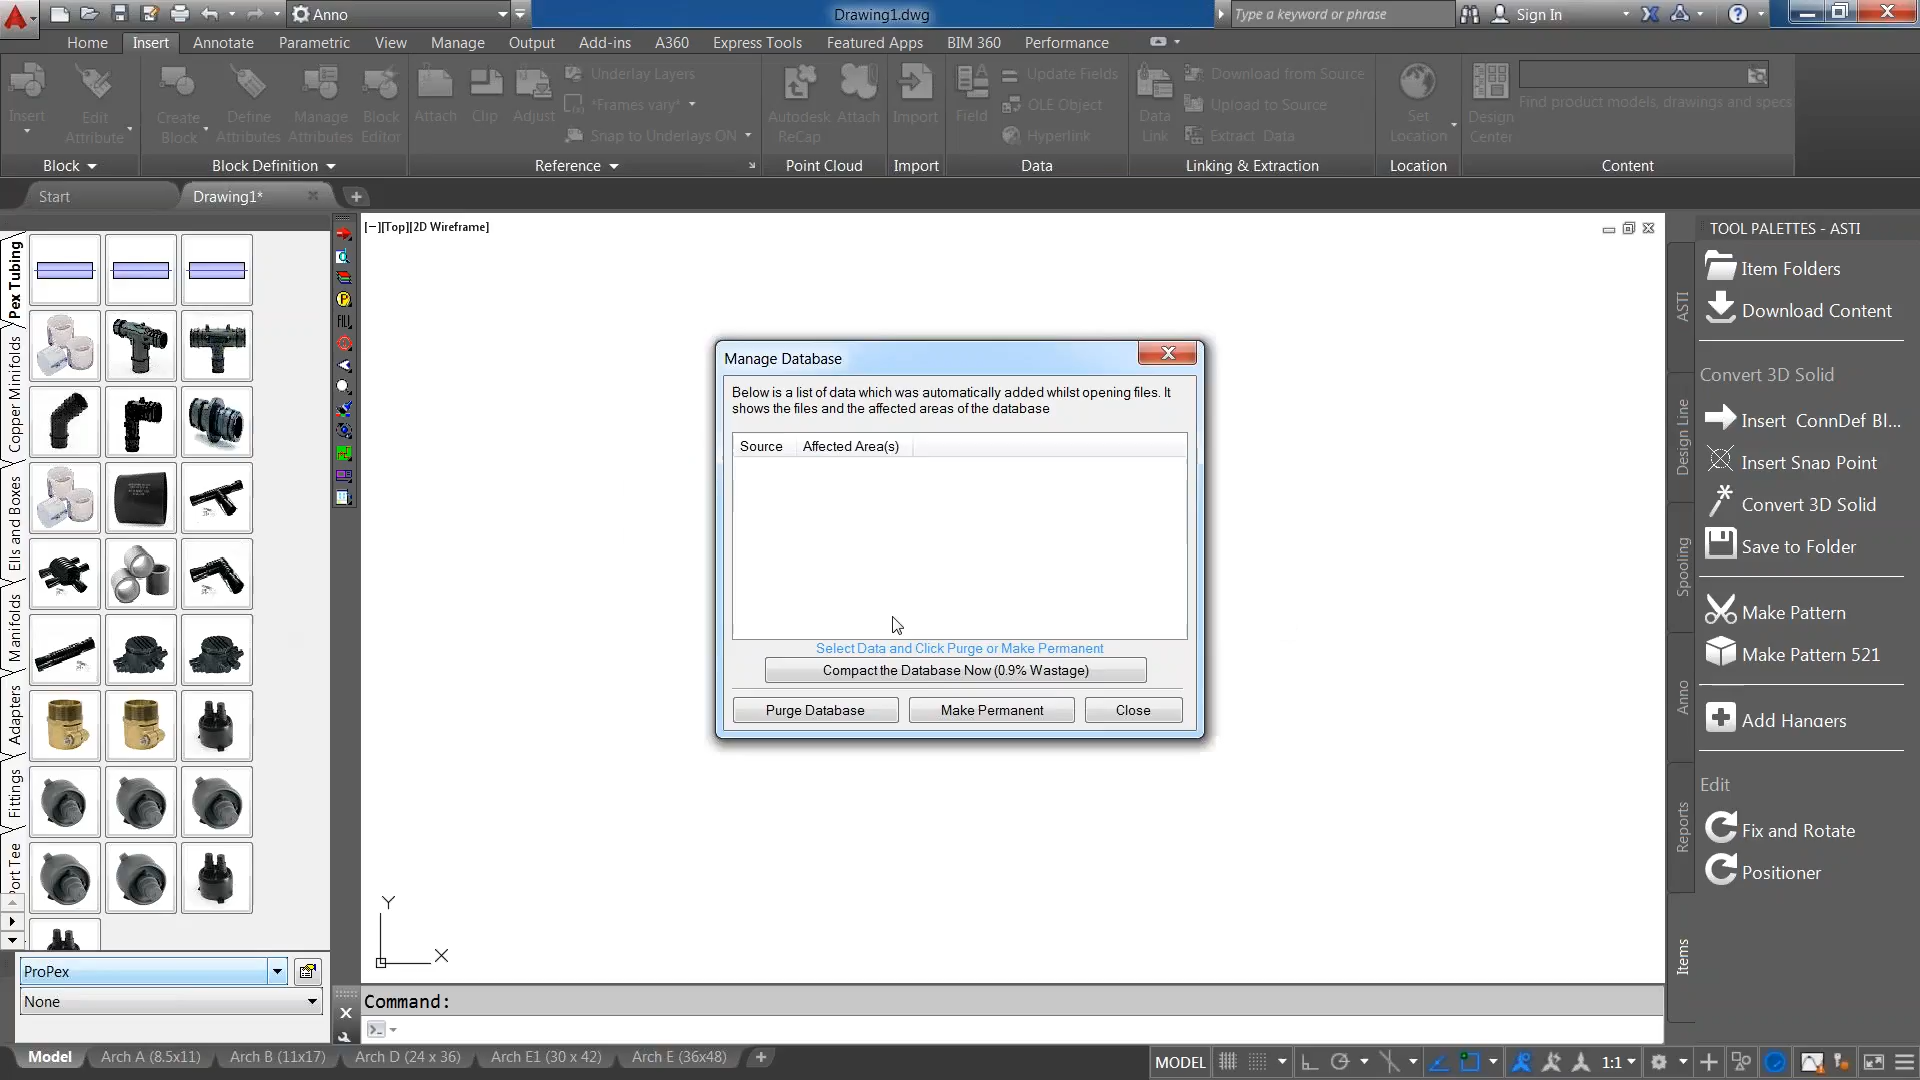 Anno
Drawing1.dwg
Type a keyword or phrase
Sign In
Home
Insert
Annotate
Parametric
View
Manage
Output
Add-ins
A360
Express Tools
Featured Apps
BIM 360
Performance
Insert
Edit
Attribute
Create
Block
Define
Attributes
Manage
Attributes
Block
Editor
Attach
Clip
Adjust
Underlay Layers
*Frames vary*
Snap to Underlays ON
Autodesk
ReCap
Attach
Import
Field
Update Fields
OLE Object
Hyperlink
Data
Link
Download from Source
Upload to Source
Extract Data
Set
Location
Design
Center
Find product models, drawings and specs
Block
Block Definition
Reference
Point Cloud
Import
Data
Linking & Extraction
Location
Content
Start
Drawing1*
[−][Top][2D Wireframe]
Pex Tubing
Copper Minifolds
Ells and Boxes
Manifolds
Adapters
Fittings
Port Tee
FILL
Manage Database
Below is a list of data which was automatically added whilst opening files. It
shows the files and the affected areas of the database
Source
Affected Area(s)
Select Data and Click Purge or Make Permanent
Compact the Database Now (0.9% Wastage)
Purge Database
Make Permanent
Close
TOOL PALETTES - ASTI
Item Folders
Download Content
Convert 3D Solid
Insert ConnDef Bl...
Insert Snap Point
Convert 3D Solid
Save to Folder
Make Pattern
Make Pattern 521
Add Hangers
Edit
Fix and Rotate
Positioner
ASTI
Design Line
Spooling
Anno
Reports
Items
Y
X
ProPex
None
Command:
Model
Arch A (8.5x11)
Arch B (11x17)
Arch D (24 x 36)
Arch E1 (30 x 42)
Arch E (36x48)
MODEL
1:1